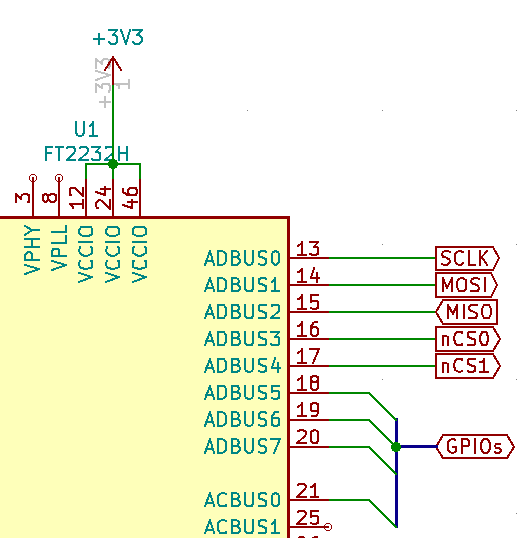 +3V3
+3V3
1
U1
FT2232H
3
8
12
24
46
VPHY
VPLL
VCCIO
VCCIO
VCCIO
ADBUS0 13 SCLK
ADBUS1 14 MOSI
ADBUS2 15 MISO
ADBUS3 16 nCS0
ADBUS4 17 nCS1
ADBUS5 18
ADBUS6 19
ADBUS7 20 GPIOs
ACBUS0 21
ACBUS1 25